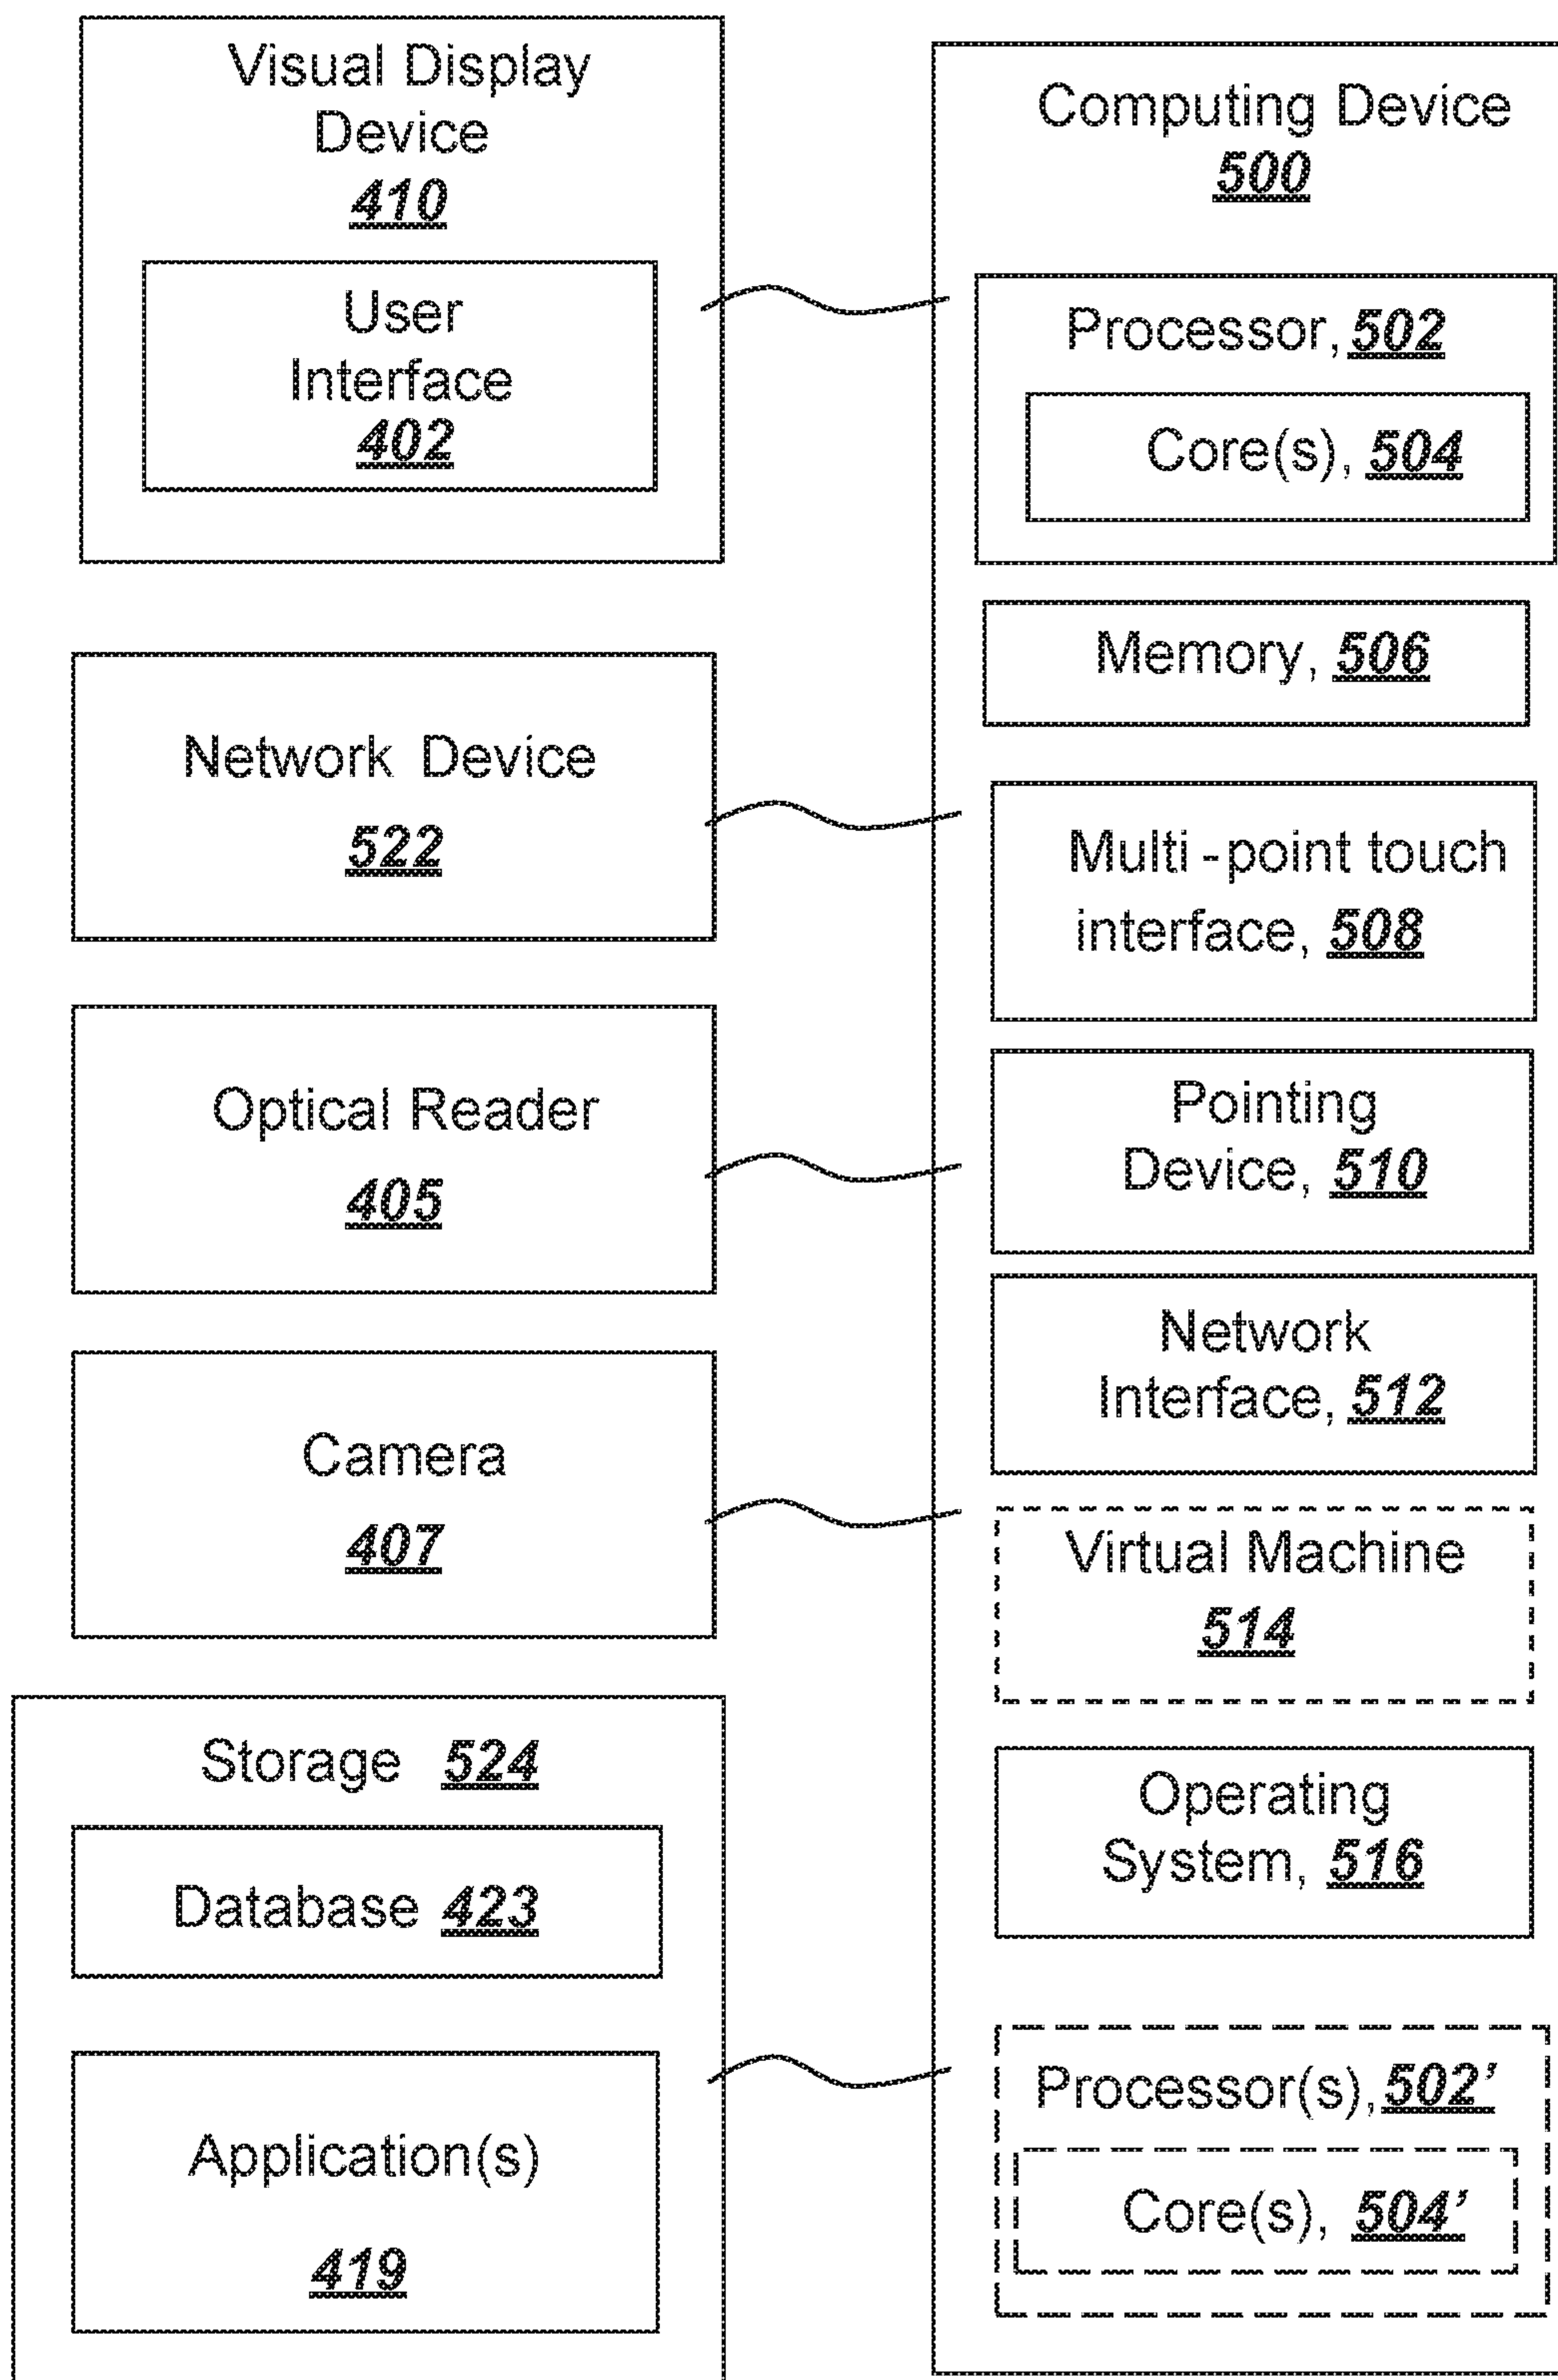 Visual Display
Device
410
User
Interface
402
Network Device
522
Optical Reader
405
Camera
407
Storage 524
Database 423
Application(s)
419
Computing Device
500
Processor, 502
Core(s), 504
Memory, 506
Multi-point touch
interface, 508
Pointing
Device, 510
Network
Interface, 512
Virtual Machine
514
Operating
System, 516
Processor(s), 502’
Core(s), 504’